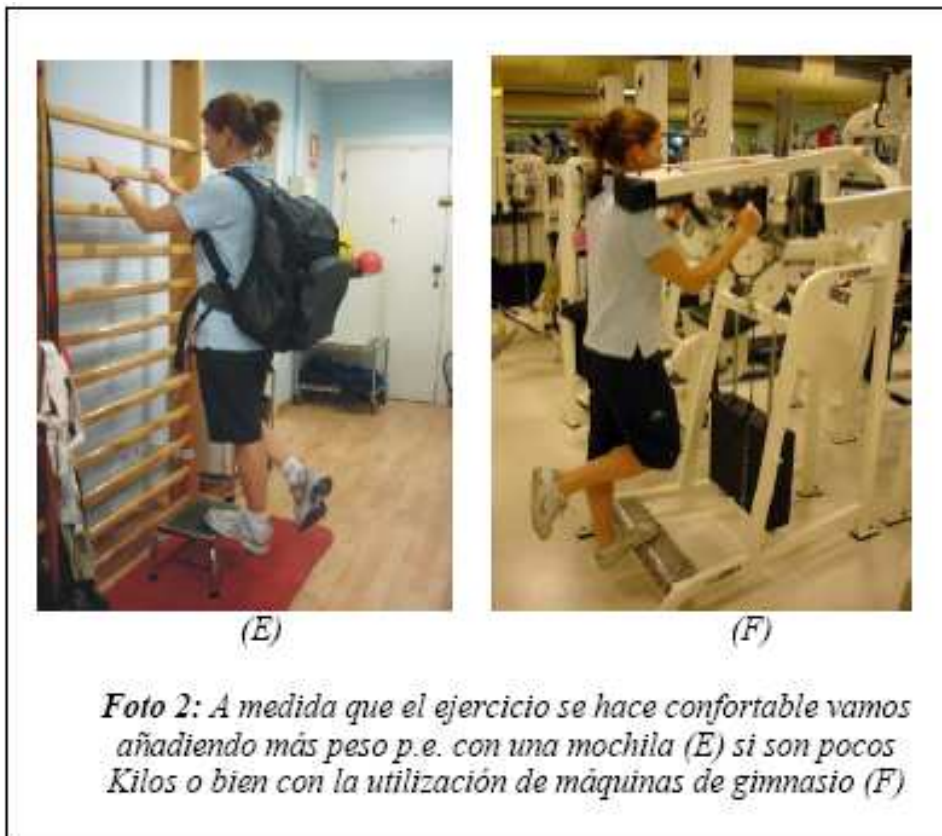 (E)
(F)
Foto 2: A medida que el ejercicio se hace confortable vamos
añadiendo más peso p.e. con una mochila (E) si son pocos
Kilos o bien con la utilización de máquinas de gimnasio (F)